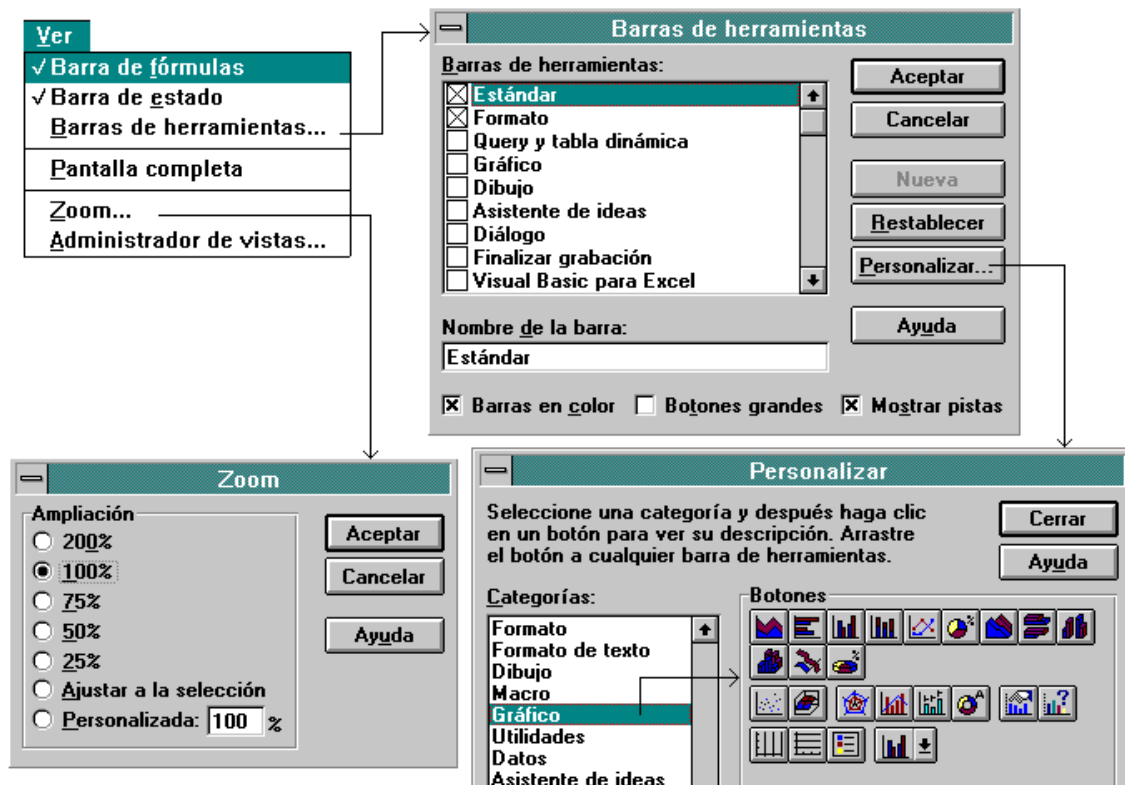 Ver
√ Barra de fórmulas
√ Barra de estado
Barras de herramientas...
Pantalla completa
Zoom...
Administrador de vistas...
Barras de herramientas
Barras de herramientas:
Estándar
Formato
Query y tabla dinámica
Gráfico
Dibujo
Asistente de ideas
Diálogo
Finalizar grabación
Visual Basic para Excel
Nombre de la barra:
Estándar
Barras en color
Botones grandes
Mostrar pistas
Aceptar
Cancelar
Nueva
Restablecer
Personalizar...
Ayuda
Zoom
Ampliación
200%
100%
75%
50%
25%
Ajustar a la selección
Personalizada: 100 %
Aceptar
Cancelar
Ayuda
Personalizar
Seleccione una categoría y después haga clic
en un botón para ver su descripción. Arrastre
el botón a cualquier barra de herramientas.
Cerrar
Ayuda
Categorías:
Formato
Formato de texto
Dibujo
Macro
Gráfico
Utilidades
Datos
Asistente de ideas
Botones